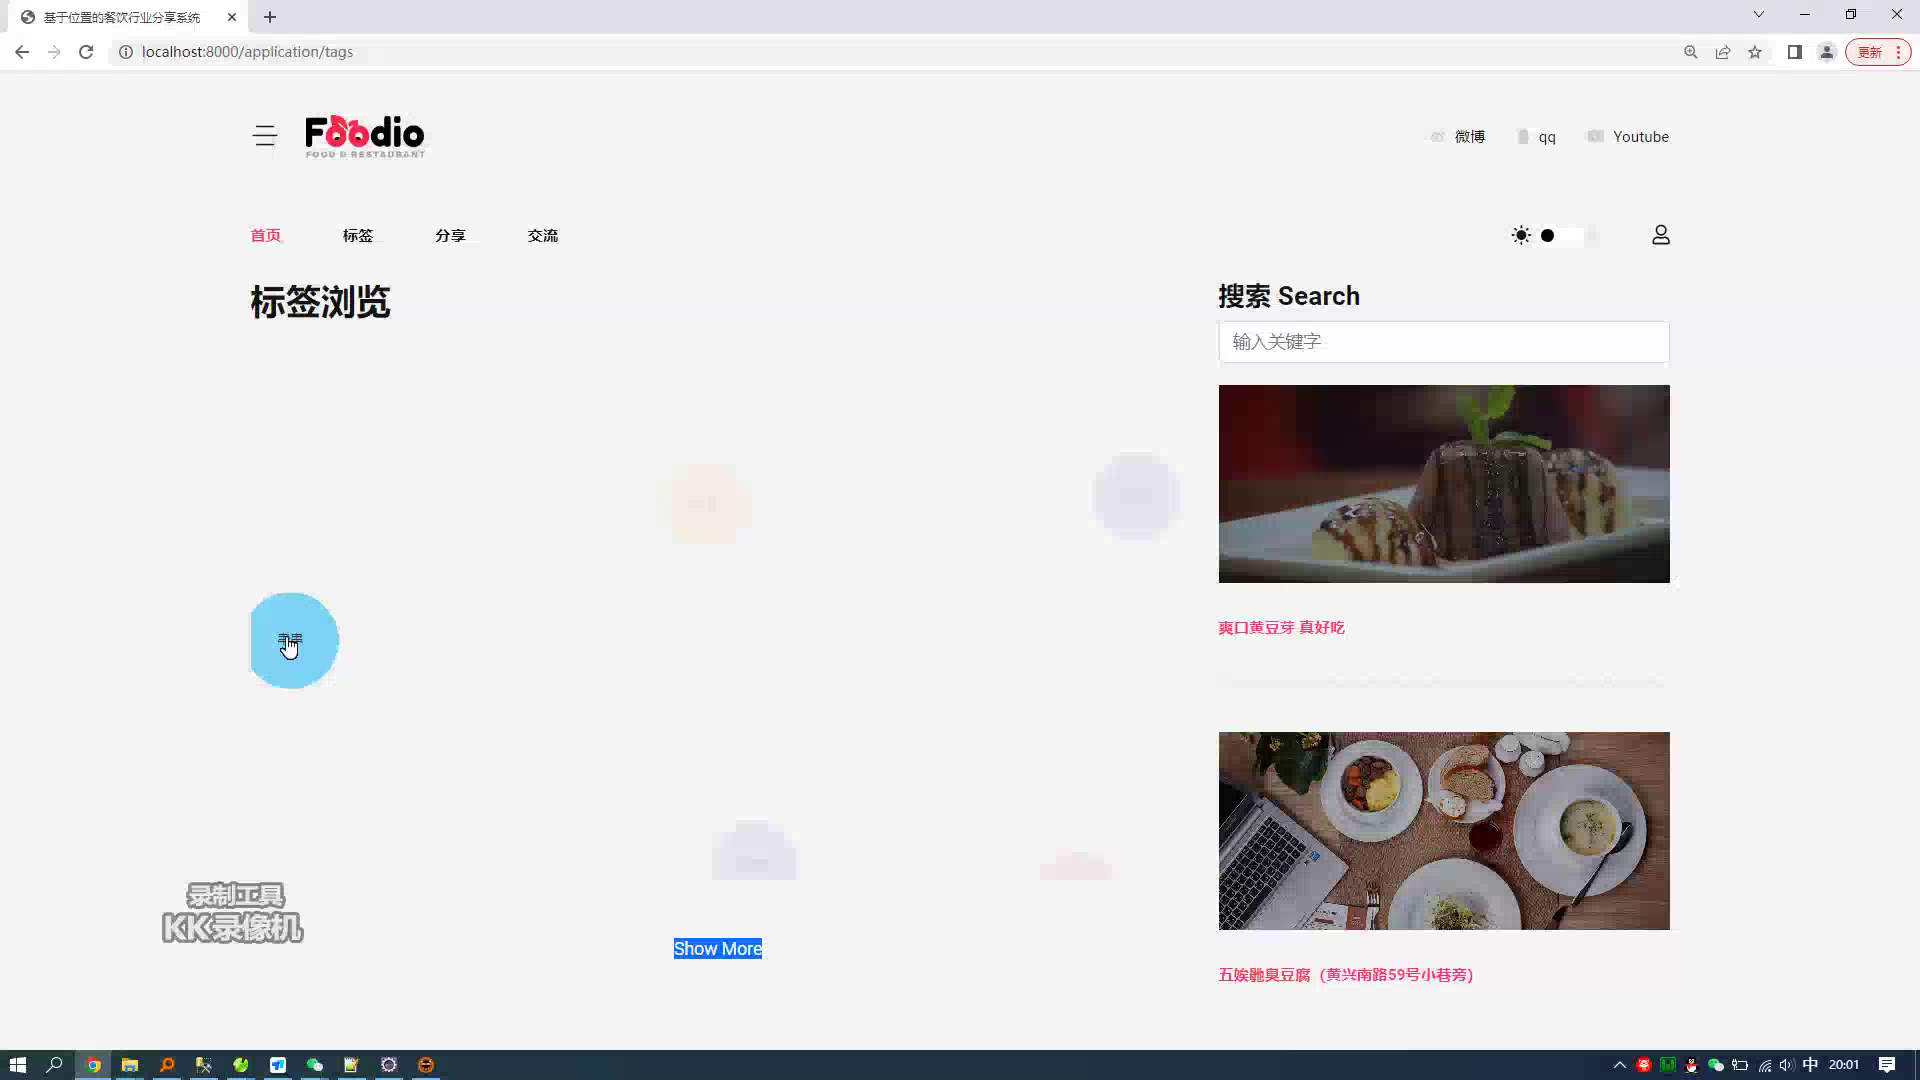 基于位置的餐饮行业分享系统
localhost:8000/application/tags
更新
Foodio
FOOD & RESTAURANT
微博
qq
Youtube
首页
标签
分享
交流
标签浏览
搜索 Search
输入关键字
爽口黄豆芽 真好吃
录制工具
KK录像机
Show More
五娭毑臭豆腐（黄兴南路59号小巷旁）
中
20:01